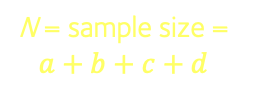 N = sample size =
a + b + c + d